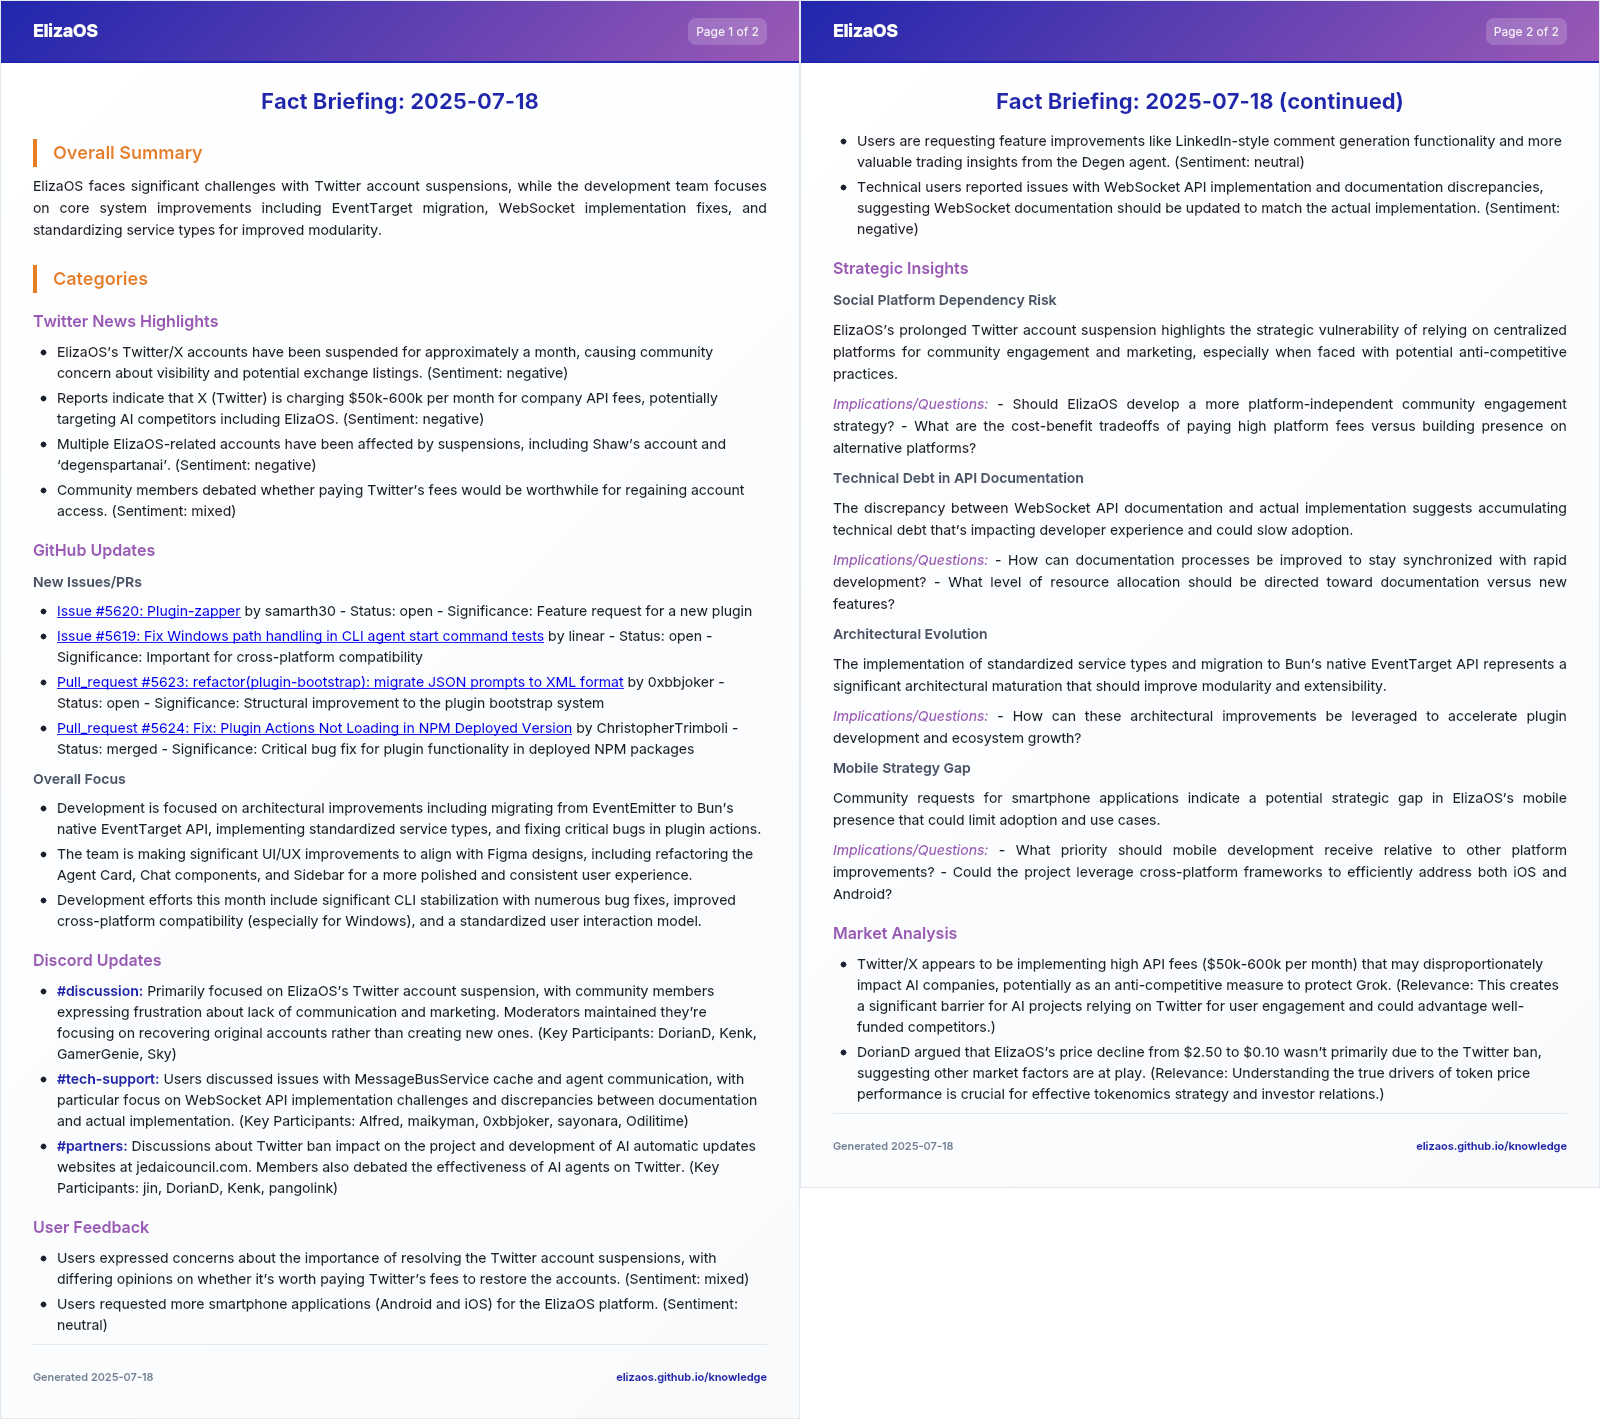 ElizaOS
Page 1 of 2
Fact Briefing: 2025-07-18
Overall Summary
ElizaOS faces significant challenges with Twitter account suspensions, while the development team focuses
on core system improvements including EventTarget migration, WebSocket implementation fixes, and
standardizing service types for improved modularity.
Categories
Twitter News Highlights
• ElizaOS’s Twitter/X accounts have been suspended for approximately a month, causing community
concern about visibility and potential exchange listings. (Sentiment: negative)
• Reports indicate that X (Twitter) is charging $50k-600k per month for company API fees, potentially
targeting AI competitors including ElizaOS. (Sentiment: negative)
• Multiple ElizaOS-related accounts have been affected by suspensions, including Shaw’s account and
‘degenspartanai’. (Sentiment: negative)
• Community members debated whether paying Twitter’s fees would be worthwhile for regaining account
access. (Sentiment: mixed)
GitHub Updates
New Issues/PRs
• Issue #5620: Plugin-zapper by samarth30 - Status: open - Significance: Feature request for a new plugin
• Issue #5619: Fix Windows path handling in CLI agent start command tests by linear - Status: open -
Significance: Important for cross-platform compatibility
• Pull_request #5623: refactor(plugin-bootstrap): migrate JSON prompts to XML format by 0xbbjoker -
Status: open - Significance: Structural improvement to the plugin bootstrap system
• Pull_request #5624: Fix: Plugin Actions Not Loading in NPM Deployed Version by ChristopherTrimboli -
Status: merged - Significance: Critical bug fix for plugin functionality in deployed NPM packages
Overall Focus
• Development is focused on architectural improvements including migrating from EventEmitter to Bun’s
native EventTarget API, implementing standardized service types, and fixing critical bugs in plugin actions.
• The team is making significant UI/UX improvements to align with Figma designs, including refactoring the
Agent Card, Chat components, and Sidebar for a more polished and consistent user experience.
• Development efforts this month include significant CLI stabilization with numerous bug fixes, improved
cross-platform compatibility (especially for Windows), and a standardized user interaction model.
Discord Updates
• #discussion: Primarily focused on ElizaOS’s Twitter account suspension, with community members
expressing frustration about lack of communication and marketing. Moderators maintained they’re
focusing on recovering original accounts rather than creating new ones. (Key Participants: DorianD, Kenk,
GamerGenie, Sky)
• #tech-support: Users discussed issues with MessageBusService cache and agent communication, with
particular focus on WebSocket API implementation challenges and discrepancies between documentation
and actual implementation. (Key Participants: Alfred, maikyman, 0xbbjoker, sayonara, Odilitime)
• #partners: Discussions about Twitter ban impact on the project and development of AI automatic updates
websites at jedaicouncil.com. Members also debated the effectiveness of AI agents on Twitter. (Key
Participants: jin, DorianD, Kenk, pangolink)
User Feedback
• Users expressed concerns about the importance of resolving the Twitter account suspensions, with
differing opinions on whether it’s worth paying Twitter’s fees to restore the accounts. (Sentiment: mixed)
• Users requested more smartphone applications (Android and iOS) for the ElizaOS platform. (Sentiment:
neutral)
Generated 2025-07-18
elizaos.github.io/knowledge
ElizaOS
Page 2 of 2
Fact Briefing: 2025-07-18 (continued)
• Users are requesting feature improvements like LinkedIn-style comment generation functionality and more
valuable trading insights from the Degen agent. (Sentiment: neutral)
• Technical users reported issues with WebSocket API implementation and documentation discrepancies,
suggesting WebSocket documentation should be updated to match the actual implementation. (Sentiment:
negative)
Strategic Insights
Social Platform Dependency Risk
ElizaOS’s prolonged Twitter account suspension highlights the strategic vulnerability of relying on centralized
platforms for community engagement and marketing, especially when faced with potential anti-competitive
practices.
Implications/Questions: - Should ElizaOS develop a more platform-independent community engagement
strategy? - What are the cost-benefit tradeoffs of paying high platform fees versus building presence on
alternative platforms?
Technical Debt in API Documentation
The discrepancy between WebSocket API documentation and actual implementation suggests accumulating
technical debt that’s impacting developer experience and could slow adoption.
Implications/Questions: - How can documentation processes be improved to stay synchronized with rapid
development? - What level of resource allocation should be directed toward documentation versus new
features?
Architectural Evolution
The implementation of standardized service types and migration to Bun’s native EventTarget API represents a
significant architectural maturation that should improve modularity and extensibility.
Implications/Questions: - How can these architectural improvements be leveraged to accelerate plugin
development and ecosystem growth?
Mobile Strategy Gap
Community requests for smartphone applications indicate a potential strategic gap in ElizaOS’s mobile
presence that could limit adoption and use cases.
Implications/Questions: - What priority should mobile development receive relative to other platform
improvements? - Could the project leverage cross-platform frameworks to efficiently address both iOS and
Android?
Market Analysis
• Twitter/X appears to be implementing high API fees ($50k-600k per month) that may disproportionately
impact AI companies, potentially as an anti-competitive measure to protect Grok. (Relevance: This creates
a significant barrier for AI projects relying on Twitter for user engagement and could advantage well-
funded competitors.)
• DorianD argued that ElizaOS’s price decline from $2.50 to $0.10 wasn’t primarily due to the Twitter ban,
suggesting other market factors are at play. (Relevance: Understanding the true drivers of token price
performance is crucial for effective tokenomics strategy and investor relations.)
Generated 2025-07-18
elizaos.github.io/knowledge